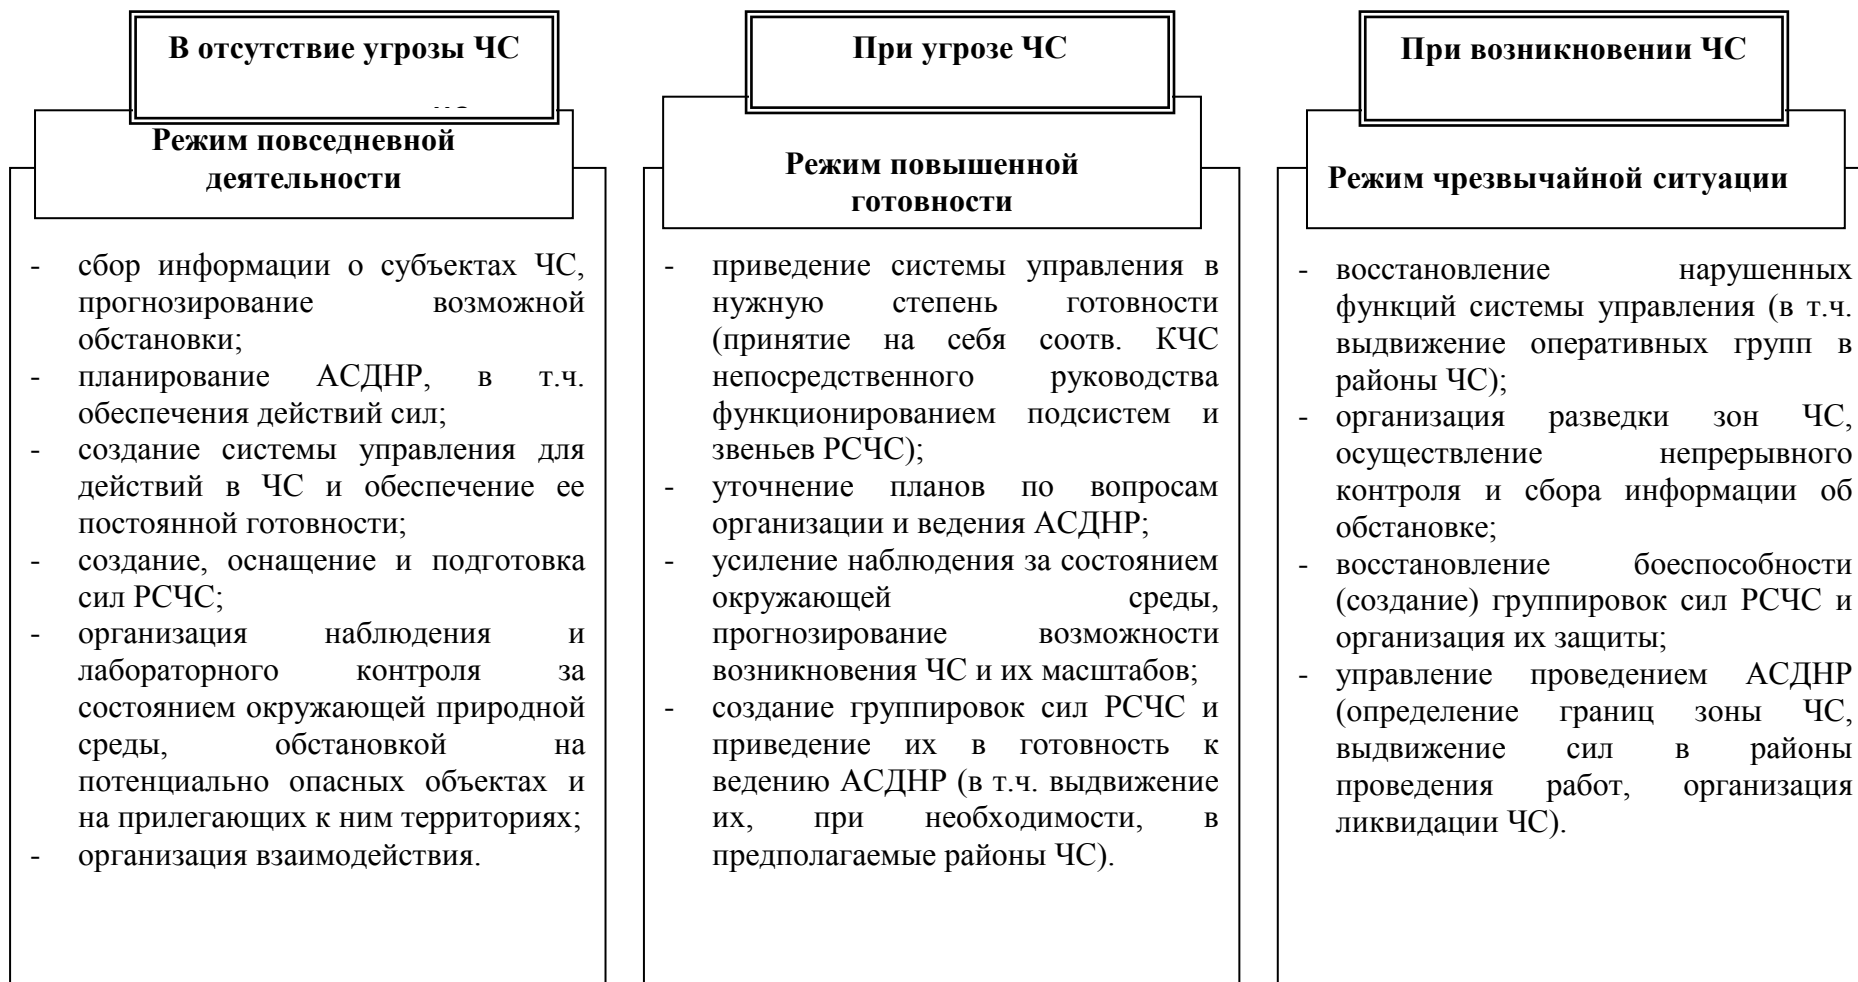 В отсутствие угрозы ЧС
Режим повседневной
деятельности
- сбор информации о субъектах ЧС,
прогнозирование возможной
обстановки;
- планирование АСДНР, в т.ч.
обеспечения действий сил;
- создание системы управления для
действий в ЧС и обеспечение ее
постоянной готовности;
- создание, оснащение и подготовка
сил РСЧС;
- организация наблюдения и
лабораторного контроля за
состоянием окружающей природной
среды, обстановкой на
потенциально опасных объектах и
на прилегающих к ним территориях;
- организация взаимодействия.
При угрозе ЧС
Режим повышенной
готовности
- приведение системы управления в
нужную степень готовности
(принятие на себя соотв. КЧС
непосредственного руководства
функционированием подсистем и
звеньев РСЧС);
- уточнение планов по вопросам
организации и ведения АСДНР;
- усиление наблюдения за состоянием
окружающей среды,
прогнозирование возможности
возникновения ЧС и их масштабов;
- создание группировок сил РСЧС и
приведение их в готовность к
ведению АСДНР (в т.ч. выдвижение
их, при необходимости, в
предполагаемые районы ЧС).
При возникновении ЧС
Режим чрезвычайной ситуации
- восстановление нарушенных
функций системы управления (в т.ч.
выдвижение оперативных групп в
районы ЧС);
- организация разведки зон ЧС,
осуществление непрерывного
контроля и сбора информации об
обстановке;
- восстановление боеспособности
(создание) группировок сил РСЧС и
организация их защиты;
- управление проведением АСДНР
(определение границ зоны ЧС,
выдвижение сил в районы
проведения работ, организация
ликвидации ЧС).